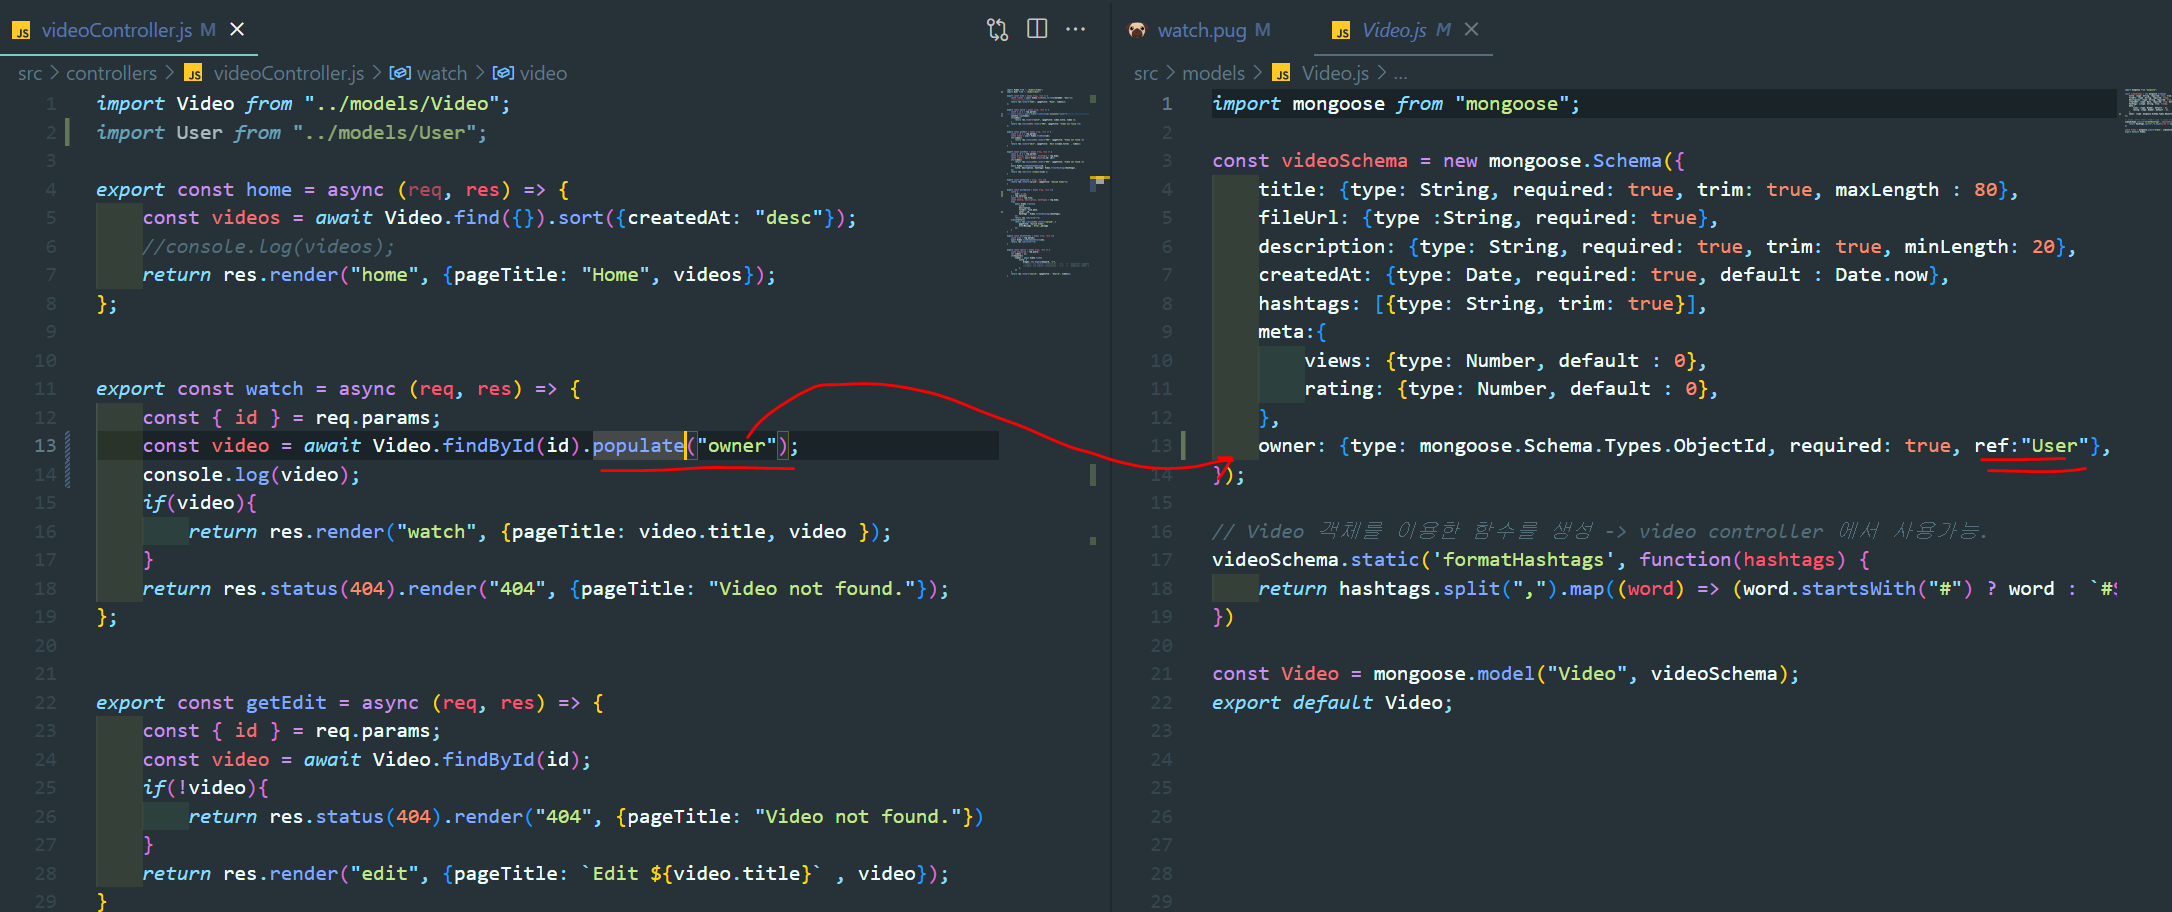 videoController.js M
src > controllers > videoController.js > watch > video
1 import Video from "../models/Video";
2 import User from "../models/User";
3
4 export const home = async (req, res) => {
5 const videos = await Video.find({}).sort({createdAt: "desc"});
6 //console.log(videos);
7 return res.render("home", {pageTitle: "Home", videos});
8 };
9
10
11 export const watch = async (req, res) => {
12 const { id } = req.params;
13 const video = await Video.findById(id).populate("owner");
14 console.log(video);
15 if(video){
16 return res.render("watch", {pageTitle: video.title, video });
17 }
18 return res.status(404).render("404", {pageTitle: "Video not found."});
19 };
20
21
22 export const getEdit = async (req, res) => {
23 const { id } = req.params;
24 const video = await Video.findById(id);
25 if(!video){
26 return res.status(404).render("404", {pageTitle: "Video not found."})
27 }
28 return res.render("edit", {pageTitle: `Edit ${video.title}` , video});
29 }
watch.pug M
Video.js M
src > models > Video.js > ...
1 import mongoose from "mongoose";
2
3 const videoSchema = new mongoose.Schema({
4 title: {type: String, required: true, trim: true, maxLength : 80},
5 fileUrl: {type :String, required: true},
6 description: {type: String, required: true, trim: true, minLength: 20},
7 createdAt: {type: Date, required: true, default : Date.now},
8 hashtags: [{type: String, trim: true}],
9 meta:{
10 views: {type: Number, default : 0},
11 rating: {type: Number, default : 0},
12 },
13 owner: {type: mongoose.Schema.Types.ObjectId, required: true, ref:"User"},
14 });
15
16 // Video 객체를 이용한 함수를 생성 -> video controller 에서 사용가능.
17 videoSchema.static('formatHashtags', function(hashtags) {
18 return hashtags.split(",").map((word) => (word.startsWith("#") ? word : `#$
19 })
20
21 const Video = mongoose.model("Video", videoSchema);
22 export default Video;
23
24
25
26
27
28
29